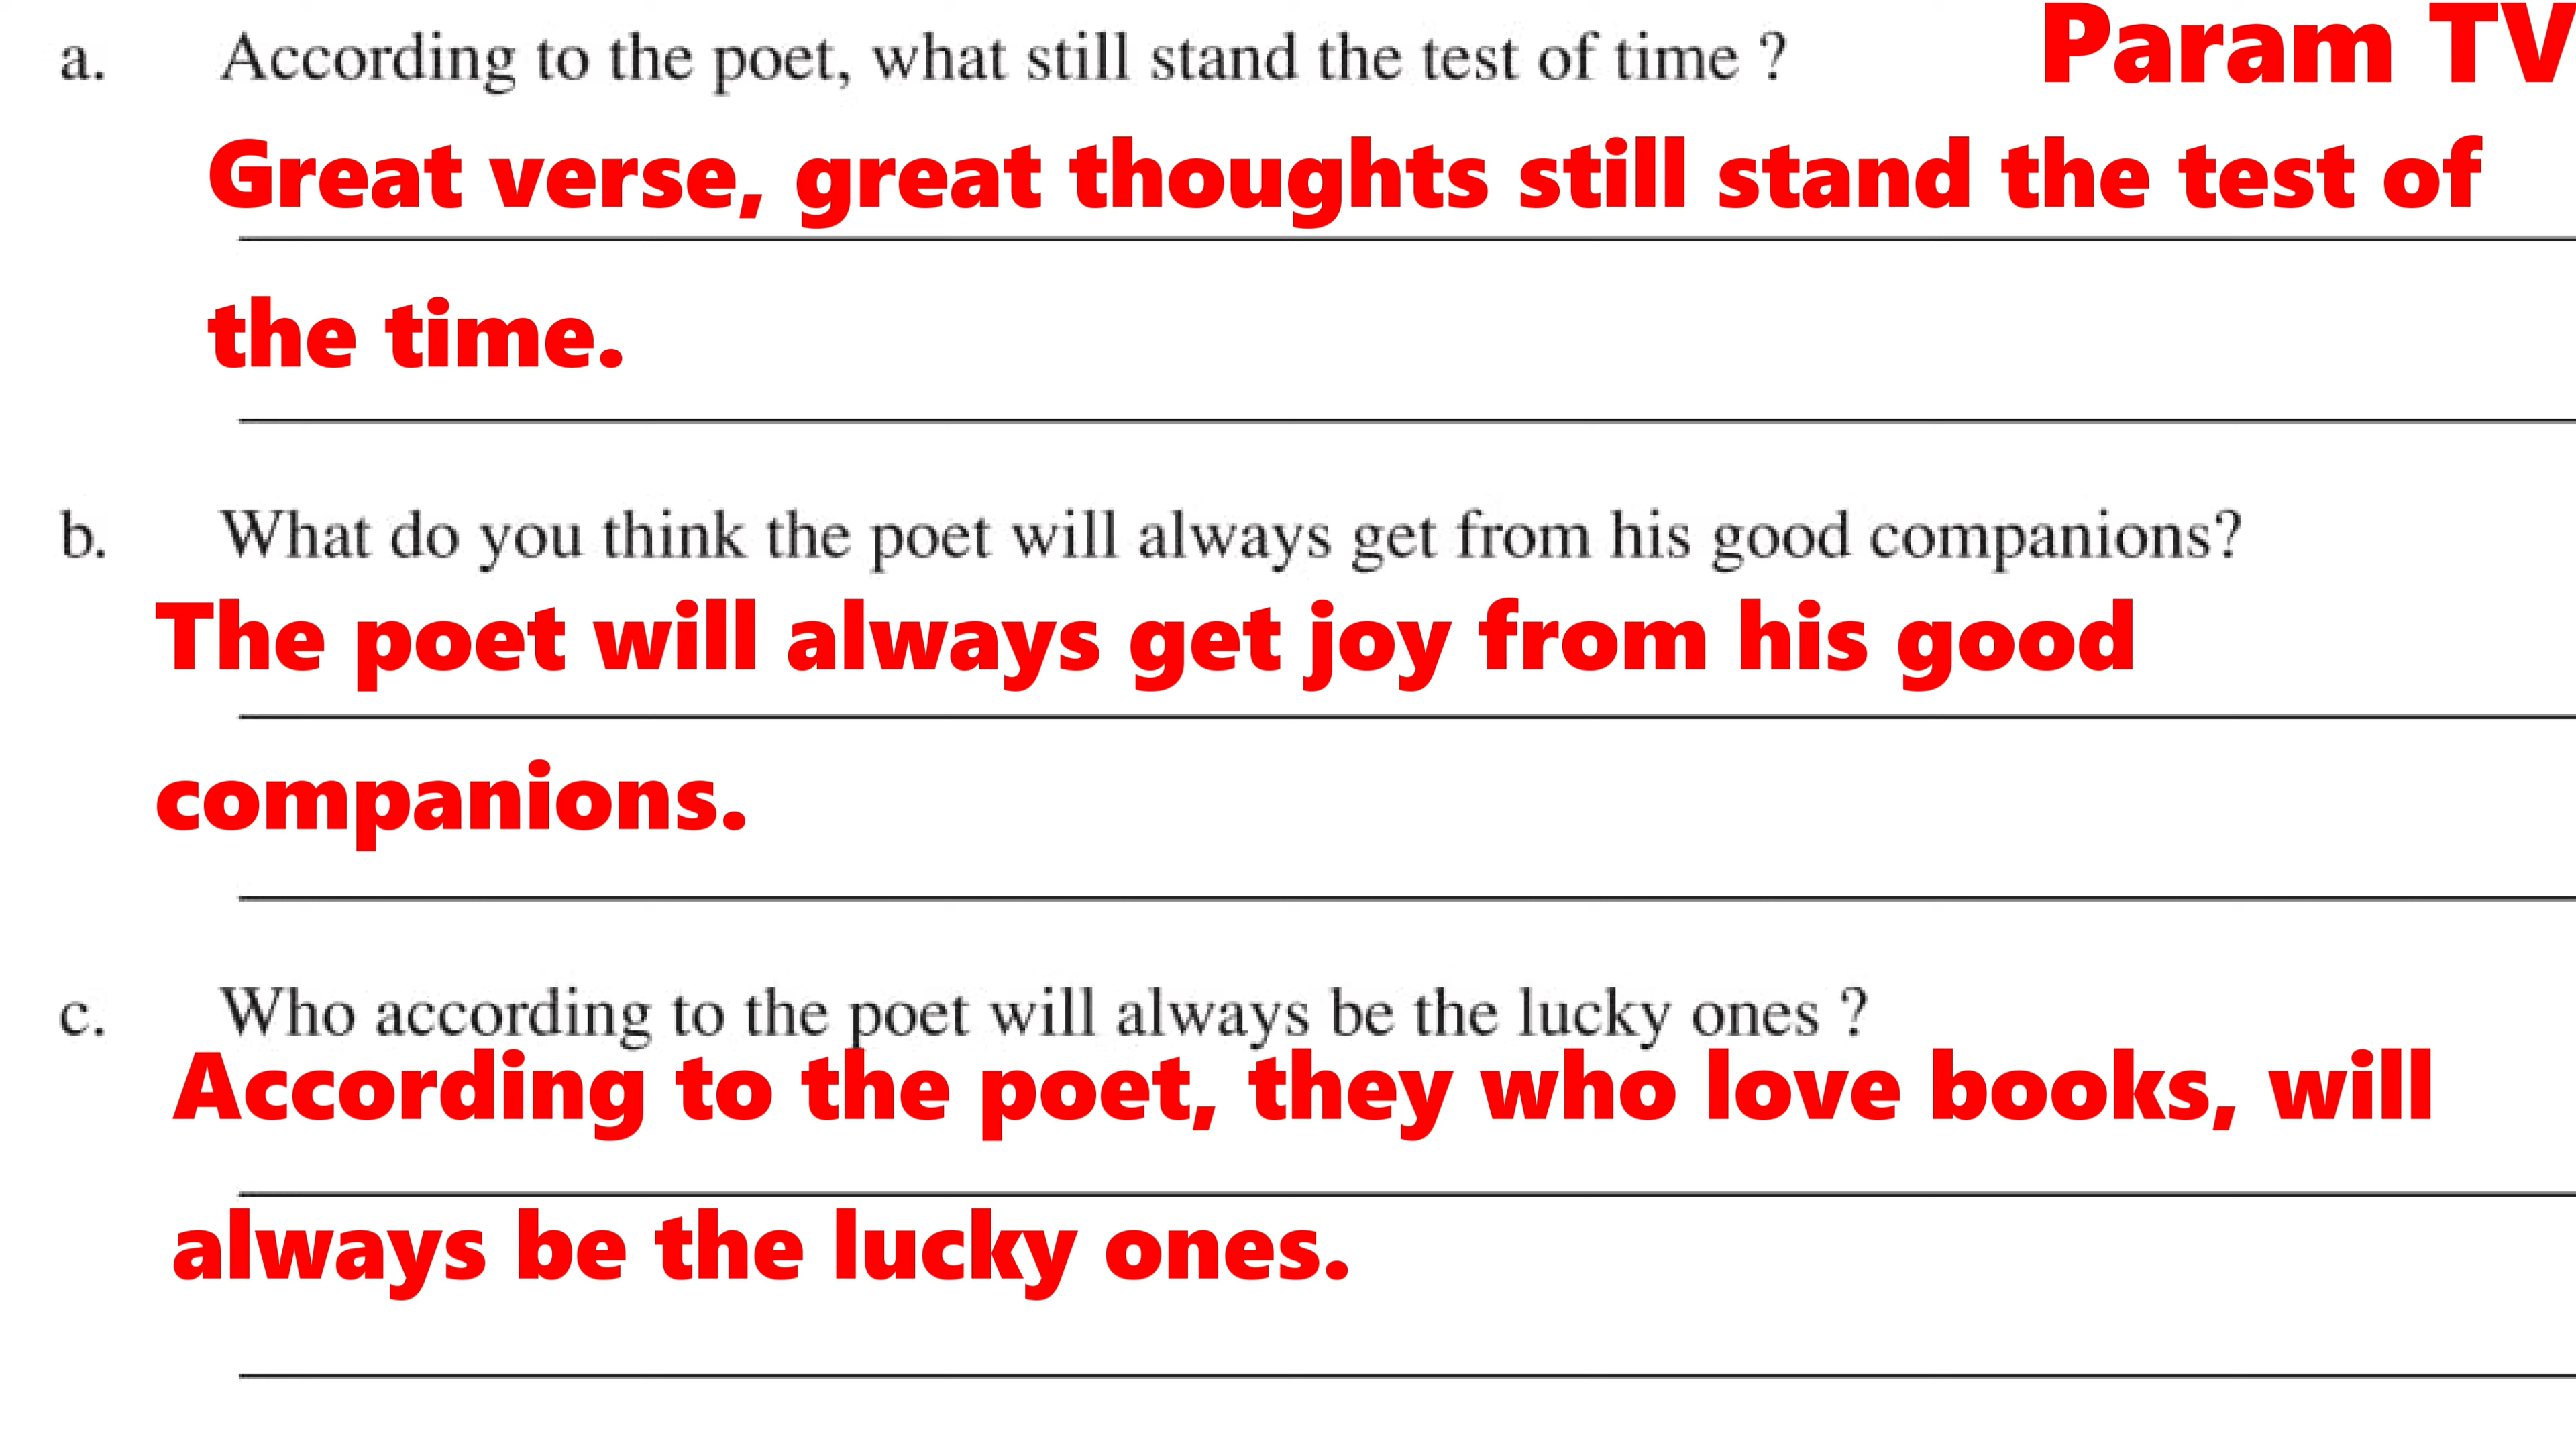 a. According to the poet, what still stand the test of time ? Param TV
Great verse, great thoughts still stand the test of
the time.
b. What do you think the poet will always get from his good companions?
The poet will always get joy from his good
companions.
c. Who according to the poet will always be the lucky ones ?
According to the poet, they who love books, will
always be the lucky ones.